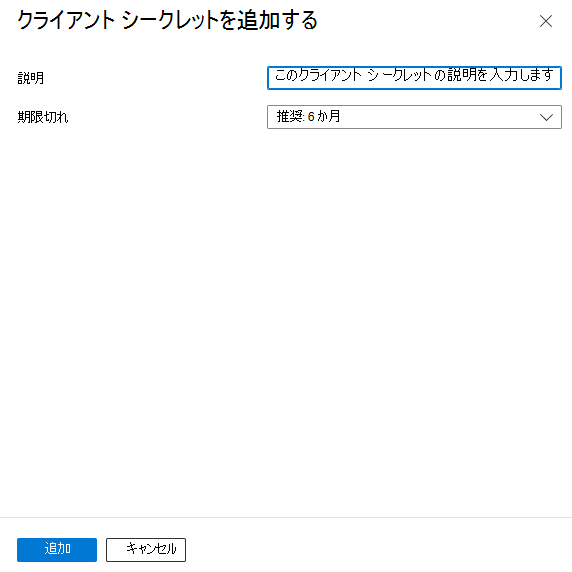 クライアント シークレットを追加する
説明
このクライアント シークレットの説明を入力します
期限切れ
推奨: 6 か月
追加
キャンセル